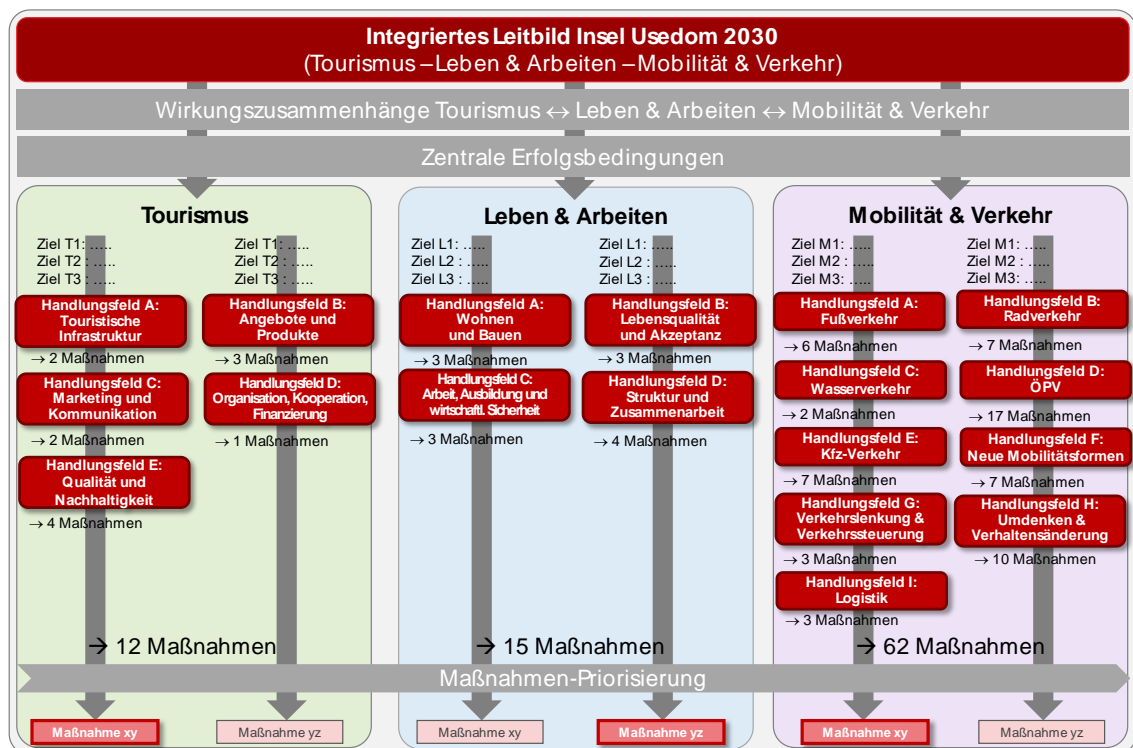 Integriertes Leitbild Insel Usedom 2030
(Tourismus –Leben & Arbeiten –Mobilität & Verkehr)
Wirkungszusammenhänge Tourismus ↔ Leben & Arbeiten ↔ Mobilität & Verkehr
Zentrale Erfolgsbedingungen
Tourismus
Ziel T1: …..
Ziel T2 : …..
Ziel T3: …..
Ziel T1: …..
Ziel T2 : …..
Ziel T3 : …..
Handlungsfeld A:
Touristische
Infrastruktur
→ 2 Maßnahmen
Handlungsfeld B:
Angebote und
Produkte
→ 3 Maßnahmen
Handlungsfeld C:
Marketing und
Kommunikation
→ 2 Maßnahmen
Handlungsfeld D:
Organisation, Kooperation,
Finanzierung
→ 1 Maßnahmen
Handlungsfeld E:
Qualität und
Nachhaltigkeit
→ 4 Maßnahmen
→ 12 Maßnahmen
Leben & Arbeiten
Ziel L1: …..
Ziel L2 : …..
Ziel L3: …..
Ziel L1: …..
Ziel L2 : …..
Ziel L3 : …..
Handlungsfeld A:
Wohnen
und Bauen
→ 3 Maßnahmen
Handlungsfeld B:
Lebensqualität
und Akzeptanz
→ 3 Maßnahmen
Handlungsfeld C:
Arbeit, Ausbildung und
wirtschaftl. Sicherheit
→ 3 Maßnahmen
Handlungsfeld D:
Struktur und
Zusammenarbeit
→ 4 Maßnahmen
→ 15 Maßnahmen
Mobilität & Verkehr
Ziel M1: …..
Ziel M2 : …..
Ziel M3: …..
Ziel M1: …..
Ziel M2 : …..
Ziel M3: …..
Handlungsfeld A:
Fußverkehr
→ 6 Maßnahmen
Handlungsfeld B:
Radverkehr
→ 7 Maßnahmen
Handlungsfeld C:
Wasserverkehr
→ 2 Maßnahmen
Handlungsfeld D:
ÖPV
→ 17 Maßnahmen
Handlungsfeld E:
Kfz-Verkehr
→ 7 Maßnahmen
Handlungsfeld F:
Neue Mobilitätsformen
→ 7 Maßnahmen
Handlungsfeld G:
Verkehrslenkung &
Verkehrssteuerung
→ 3 Maßnahmen
Handlungsfeld H:
Umdenken &
Verhaltensänderung
→ 10 Maßnahmen
Handlungsfeld I:
Logistik
→ 3 Maßnahmen
→ 62 Maßnahmen
Maßnahmen-Priorisierung
Maßnahme xy
Maßnahme yz
Maßnahme xy
Maßnahme yz
Maßnahme xy
Maßnahme yz